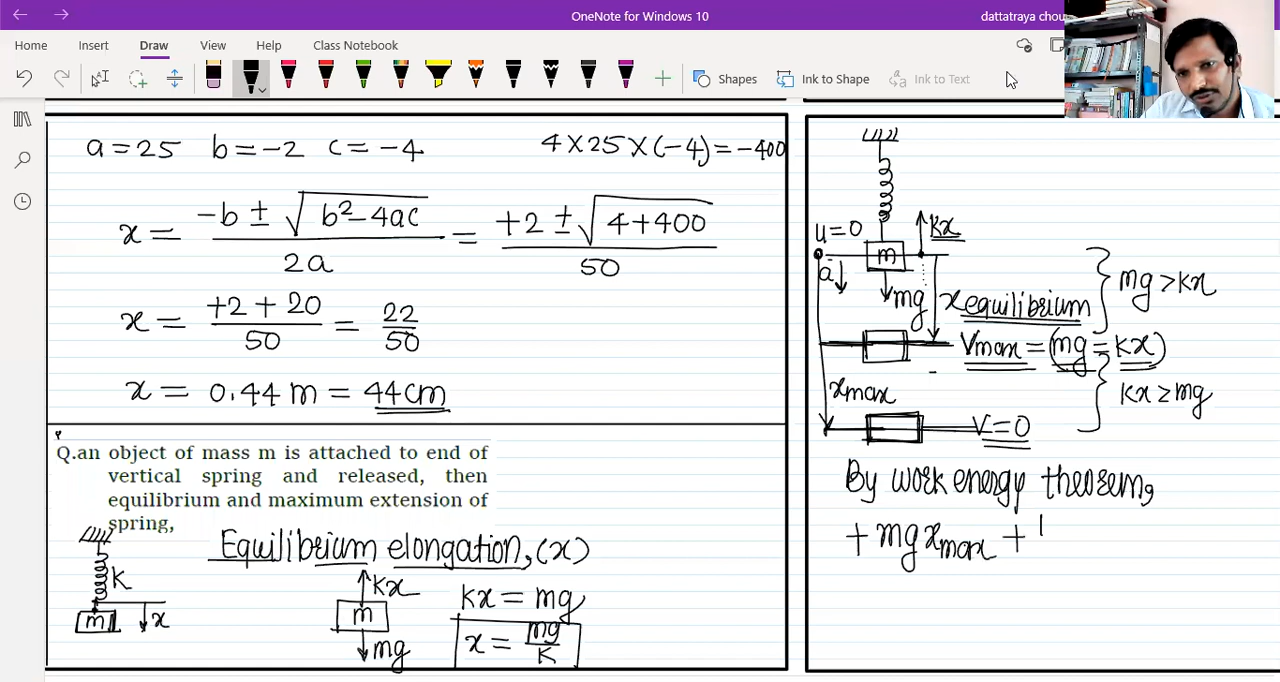 OneNote for Windows 10
dattatraya chou
Home Insert Draw View Help Class Notebook
Shapes Ink to Shape Ink to Text
a = 25 b = -2 c = -4 4 X 25 X (-4) = -400
x = -b ± √(b² - 4ac) / 2a = +2 ± √(4+400) / 50
x = +2 + 20 / 50 = 22/50
x = 0.44 m = 44cm
Q.an object of mass m is attached to end of
vertical spring and released, then
equilibrium and maximum extension of
spring,
Equilibrium elongation, (x)
K
m
x
Kx
m
mg
Kx = mg
x = mg/K
u=0
Kx
m
a
mg
x equilibrium
mg > Kx
Vmax = (mg = Kx)
xmax
Kx ≥ mg
V=0
By work energy theorem,
+ mg xmax +